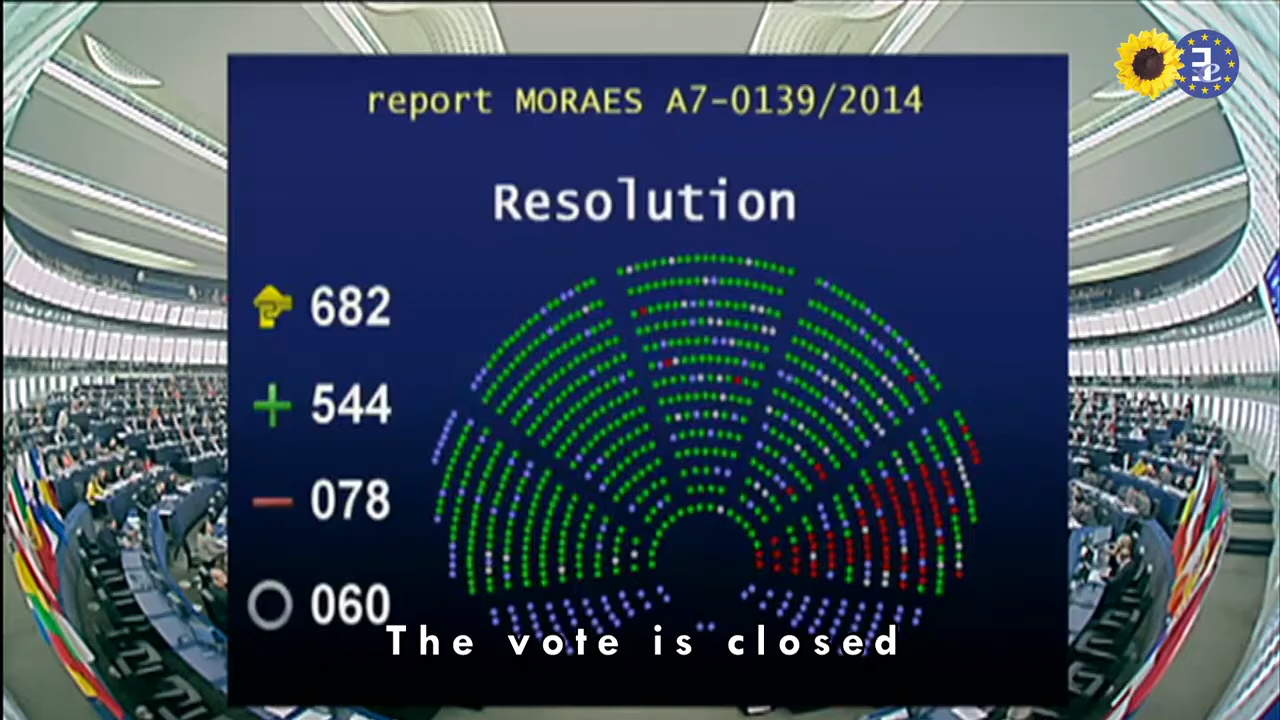 report MORAES A7-0139/2014
Resolution
682
544
078
060
The vote is closed